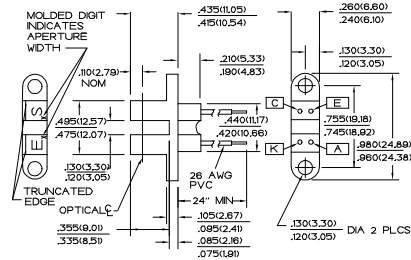 MOLDED DIGIT
INDICATES
APERTURE
WIDTH
.435(11.05)
.415(10.54)
.260(6.60)
.240(6.10)
.110(2.79)
NOM
.210(5.33)
.190(4.83)
.130(3.30)
.120(3.05)
S
E
.495(12.57)
.475(12.07)
.440(11.17)
.420(10.66)
C
E
K
A
.755(19.18)
.745(18.92)
.980(24.89)
.960(24.38)
.130(3.30)
.120(3.05)
TRUNCATED
EDGE
OPTICAL ℄
26 AWG
PVC
24" MIN
.355(9.01)
.335(8.51)
.105(2.67)
.095(2.41)
.085(2.16)
.075(1.91)
.130(3.30)
.120(3.05)
DIA 2 PLCS